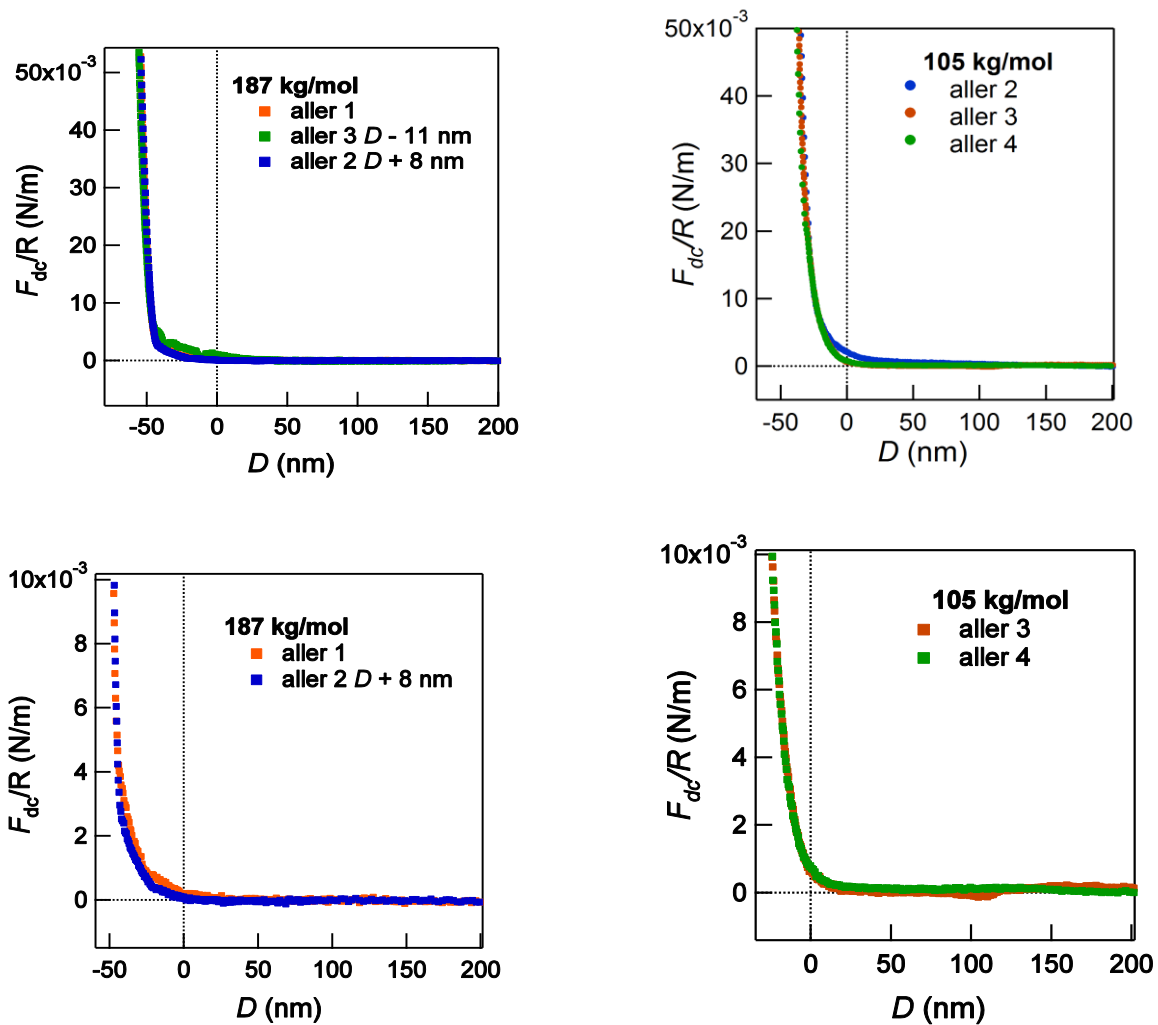 50x10-3
40
30
20
10
0
-50 0 50 100 150 200
D (nm)
Fdc/R (N/m)
187 kg/mol
aller 1
aller 3 D - 11 nm
aller 2 D + 8 nm
50x10-3
40
30
20
10
0
-50 0 50 100 150 200
D (nm)
Fdc/R (N/m)
105 kg/mol
aller 2
aller 3
aller 4
10x10-3
8
6
4
2
0
-50 0 50 100 150 200
D (nm)
Fdc/R (N/m)
187 kg/mol
aller 1
aller 2 D + 8 nm
10x10-3
8
6
4
2
0
0 50 100 150 200
D (nm)
Fdc/R (N/m)
105 kg/mol
aller 3
aller 4